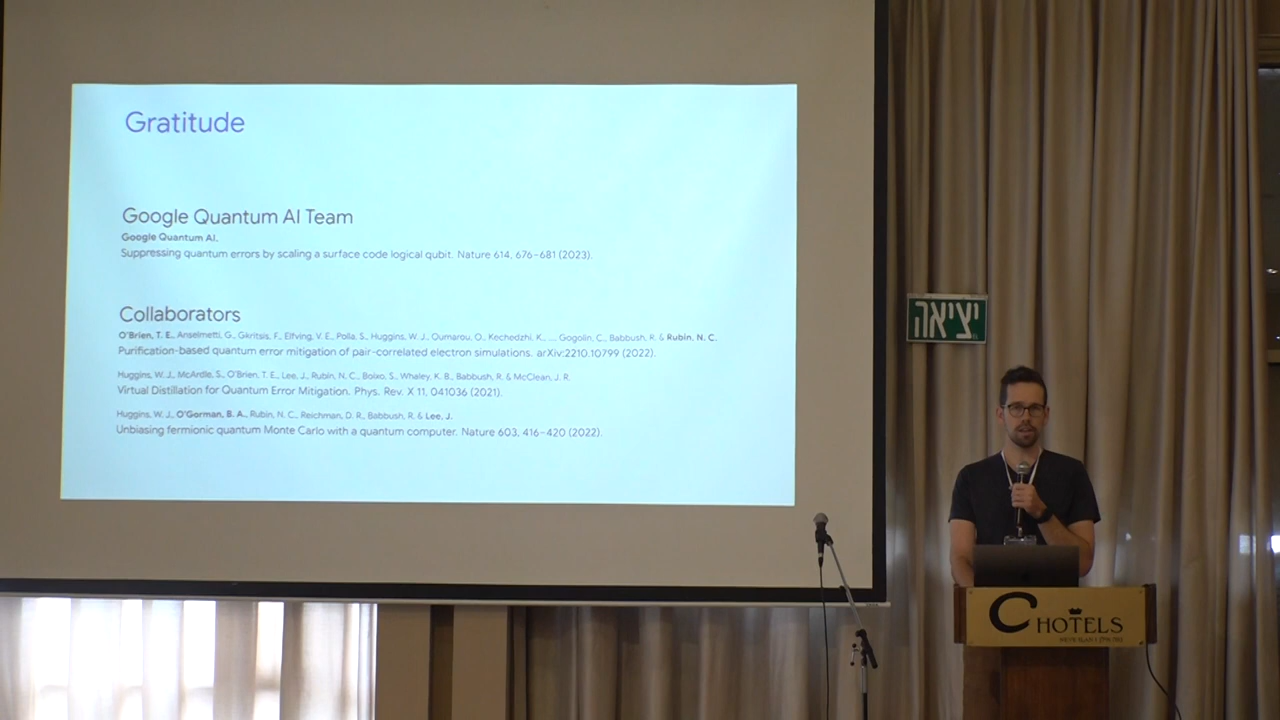 Gratitude
Google Quantum AI Team
Google Quantum AI.
Suppressing quantum errors by scaling a surface code logical qubit. Nature 614, 676–681 (2023).
Collaborators
O'Brien, T. E., Anselmetti, G., Gkritsis, F., Elfving, V. E., Polla, S., Huggins, W. J., Oumarou, O., Kechedzhi, K., ... Gogolin, C., Babbush, R. & Rubin, N. C.
Purification-based quantum error mitigation of pair-correlated electron simulations. arXiv:2210.10799 (2022).
Huggins, W. J., McArdle, S., O'Brien, T. E., Lee, J., Rubin, N. C., Boixo, S., Whaley, K. B., Babbush, R. & McClean, J. R.
Virtual Distillation for Quantum Error Mitigation. Phys. Rev. X 11, 041036 (2021).
Huggins, W. J., O'Gorman, B. A., Rubin, N. C., Reichman, D. R., Babbush, R. & Lee, J.
Unbiasing fermionic quantum Monte Carlo with a quantum computer. Nature 603, 416–420 (2022).
יציאה
C HOTELS